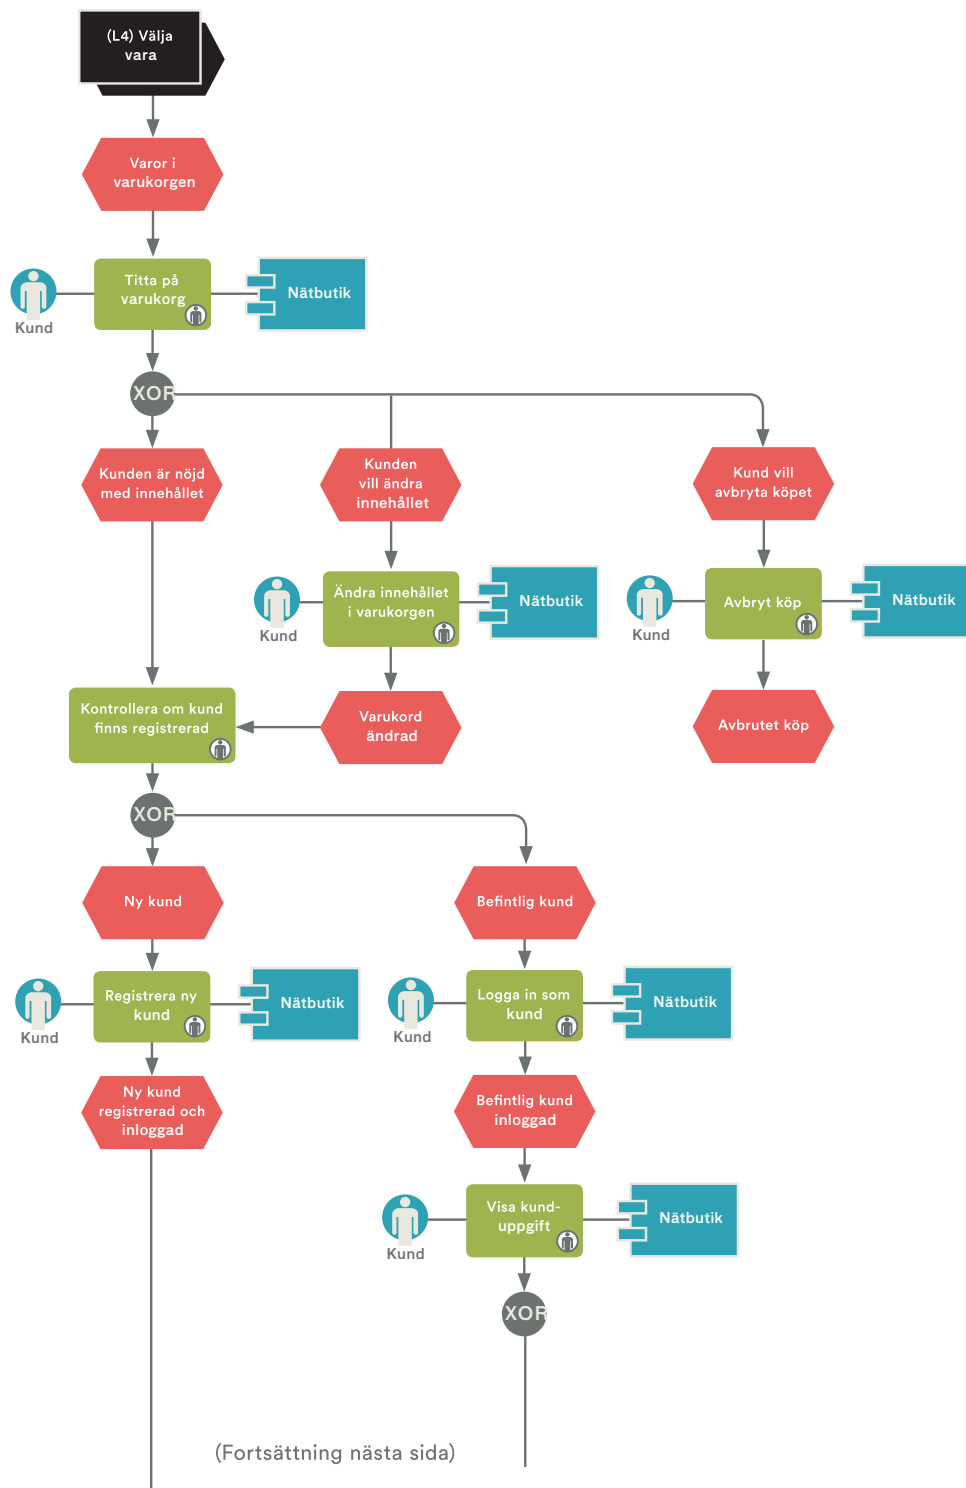 (L4) Välja
vara
Varor i
varukorgen
Titta på
varukorg
Kund
Nätbutik
XOR
Kunden är nöjd
med innehållet
Kunden
vill ändra
innehållet
Kund vill
avbryta köpet
Kund
Ändra innehållet
i varukorgen
Nätbutik
Kund
Avbryt köp
Nätbutik
Kontrollera om kund
finns registrerad
Varukord
ändrad
Avbrutet köp
XOR
Ny kund
Befintlig kund
Kund
Registrera ny
kund
Nätbutik
Kund
Logga in som
kund
Nätbutik
Ny kund
registrerad och
inloggad
Befintlig kund
inloggad
Kund
Visa kund-
uppgift
Nätbutik
XOR
(Fortsättning nästa sida)